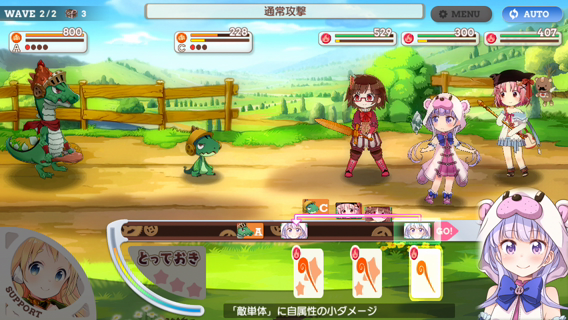 WAVE 2/2 3
通常攻撃
MENU
AUTO
800
A
228
C
529
300
407
C
A
GO!
とっておき
SUPPORT
「敵単体」に自属性の小ダメージ